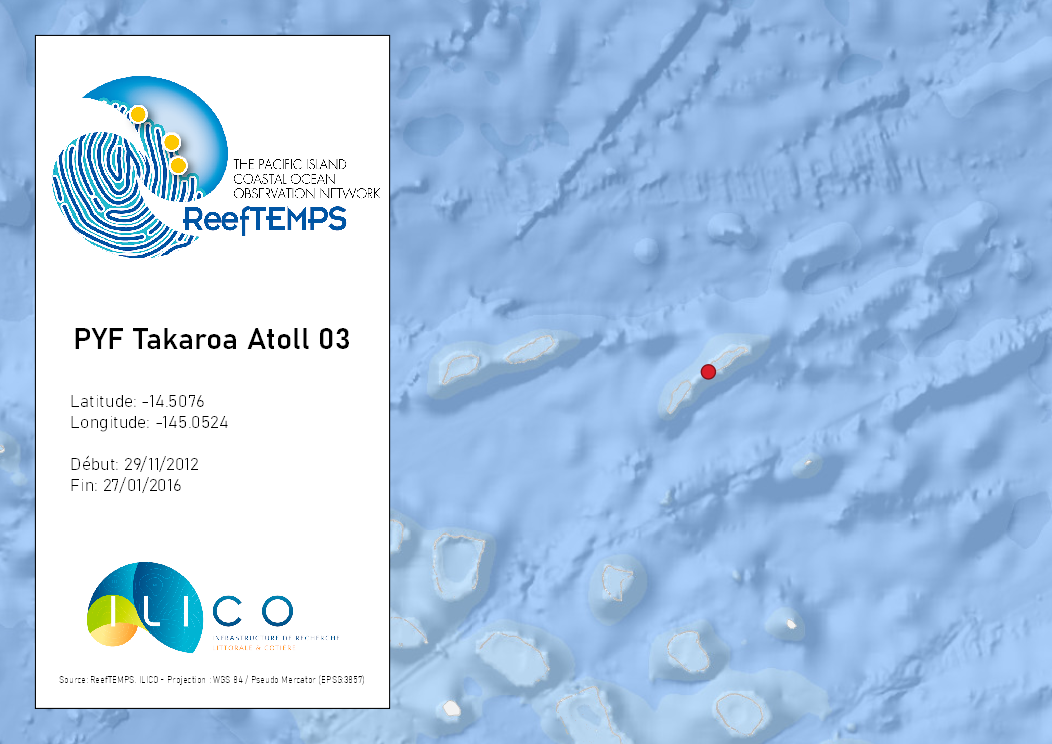 THE PACIFIC ISLAND
COASTAL OCEAN
OBSERVATION NETWORK
ReefTEMPS
PYF Takaroa Atoll 03
Latitude: -14.5076
Longitude: -145.0524
Début: 29/11/2012
Fin: 27/01/2016
ILICO
INFRASTRUCTURE DE RECHERCHE
LITTORALE & CÔTIÈRE
Source: ReefTEMPS, ILICO - Projection : WGS 84 / Pseudo Mercator (EPSG:3857)